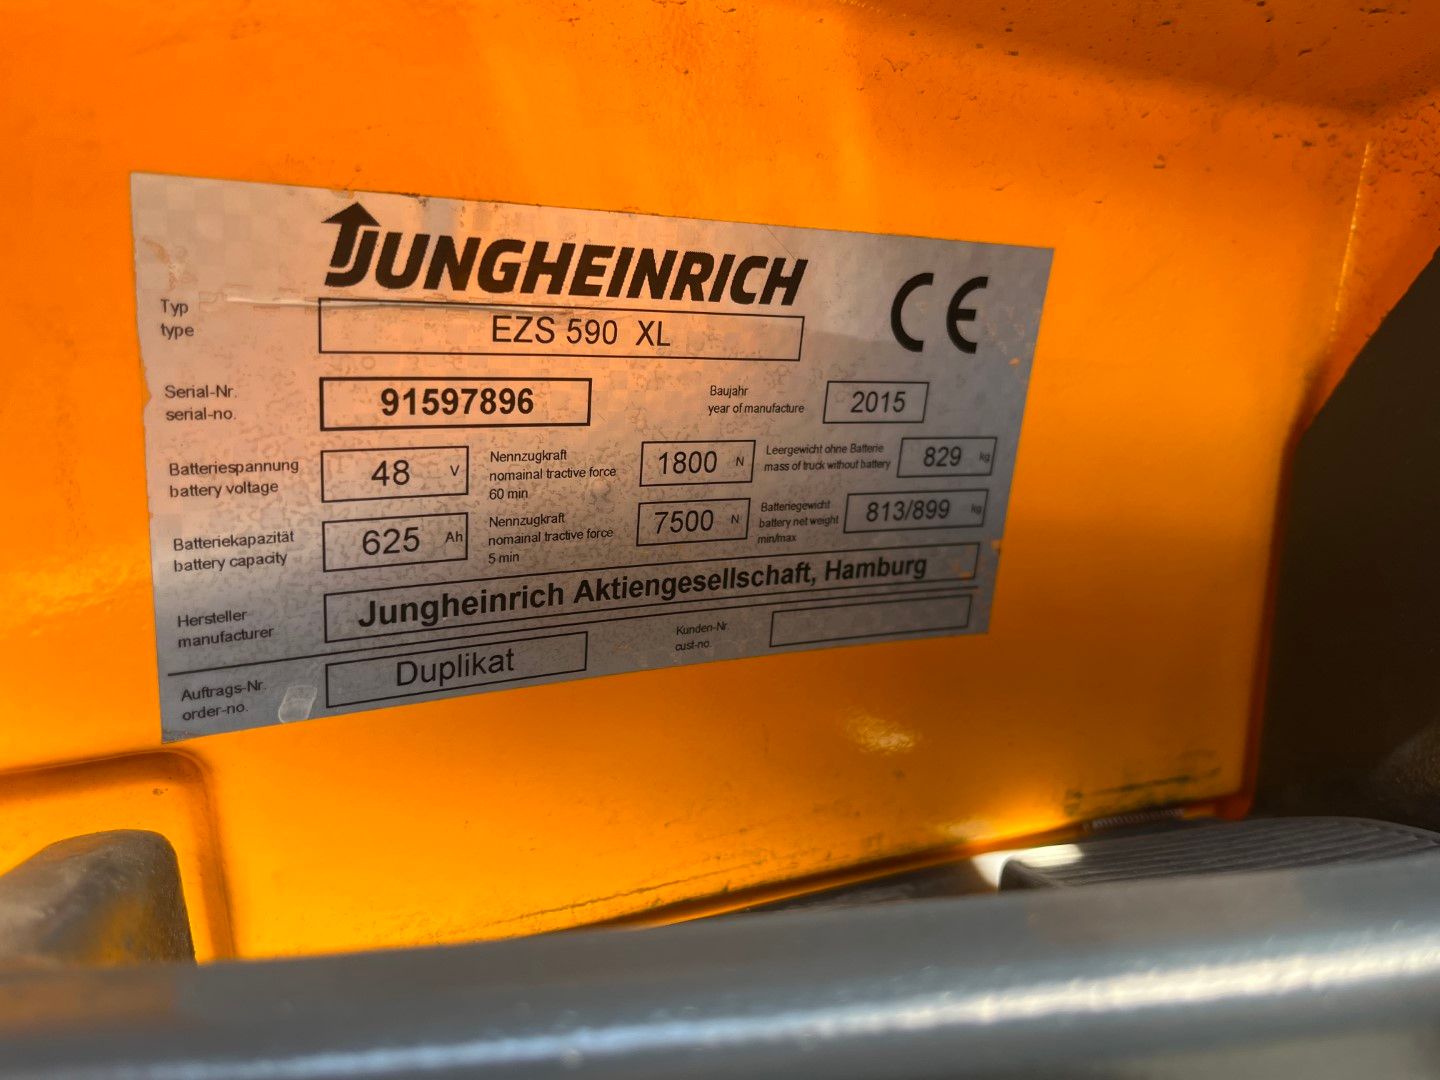 JUNGHEINRICH
CE
Typ
type
EZS 590 XL
Serial-Nr.
serial-no.
91597896
Baujahr
year of manufacture
2015
Batteriespannung
battery voltage
48 V
Nennzugkraft
nomainal tractive force
60 min
1800 N
Leergewicht ohne Batterie
mass of truck without battery
829 kg
Batteriekapazität
battery capacity
625 Ah
Nennzugkraft
nomainal tractive force
5 min
7500 N
Batteriegewicht
battery net weight
min/max
813/899 kg
Hersteller
manufacturer
Jungheinrich Aktiengesellschaft, Hamburg
Auftrags-Nr.
order-no.
Duplikat
Kunden-Nr.
cust-no.